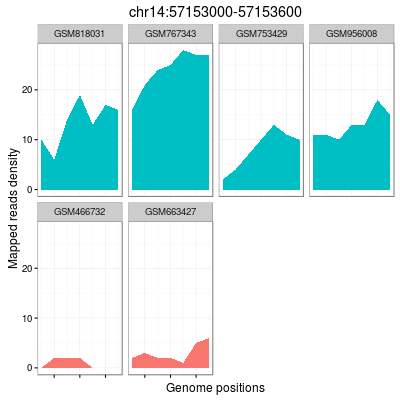 chr14:57153000-57153600
GSM818031 GSM767343 GSM753429 GSM956008
20
10
0
GSM466732 GSM663427
20
10
0
Mapped reads density
Genome positions